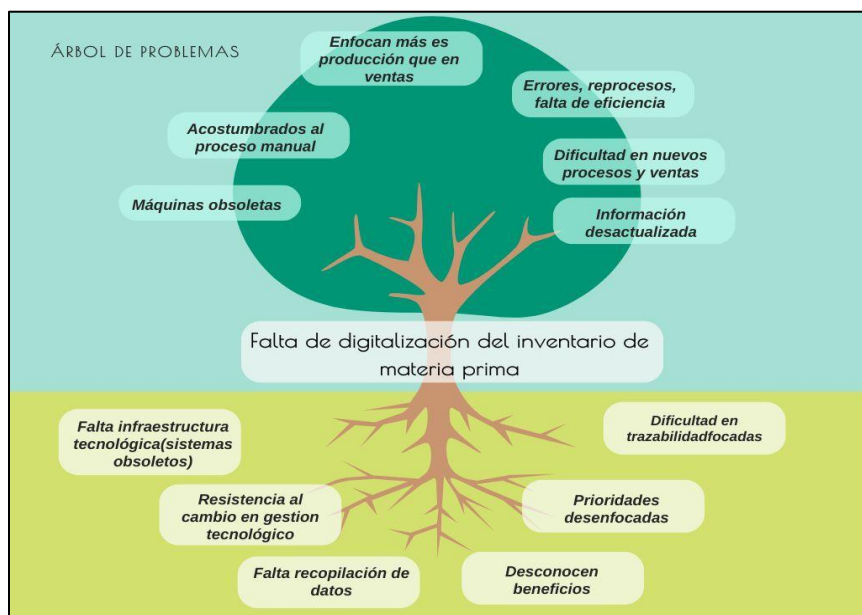 ÁRBOL DE PROBLEMAS
Enfocan más es
producción que en
ventas
Errores, reprocesos,
falta de eficiencia
Acostumbrados al
proceso manual
Dificultad en nuevos
procesos y ventas
Máquinas obsoletas
Información
desactualizada
Falta de digitalización del inventario de
materia prima
Falta infraestructura
tecnológica(sistemas
obsoletos)
Dificultad en
trazabilidadfocadas
Resistencia al
cambio en gestion
tecnológico
Prioridades
desenfocadas
Falta recopilación de
datos
Desconocen
beneficios